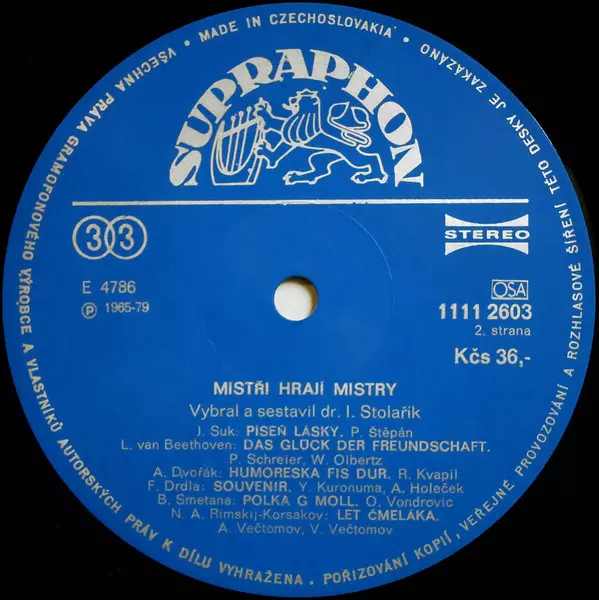 VŠECHNA PRÁVA GRAMOFONOVÉHO VÝROBCE A VLASTNÍKŮ AUTORSKÝCH PRÁV K DÍLU VYHRAŽENA · POŘIZOVÁNÍ KOPIÍ, VEŘEJNÉ PROVOZOVÁNÍ A ROZHLASOVÉ ŠÍŘENÍ TÉTO DESKY JE ZAKÁZÁNO
· MADE IN CZECHOSLOVAKIA ·
SUPRAPHON
33
STEREO
E 4786
Ⓟ 1965-79
OSA
1111 2603
2. strana
Kčs 36,-
MISTŘI HRAJÍ MISTRY
Vybral a sestavil dr. I. Stolařík
J. Suk: PÍSEŇ LÁSKY. P. Štěpán
L. van Beethoven: DAS GLÜCK DER FREUNDSCHAFT.
P. Schreier, W. Olbertz
A. Dvořák: HUMORESKA FIS DUR. R. Kvapil
F. Drdla: SOUVENIR. Y. Kuronuma, A. Holeček
B. Smetana: POLKA G MOLL. O. Vondrovic
N. A. Rimskij-Korsakov: LET ČMELÁKA.
A. Večtomov, V. Večtomov